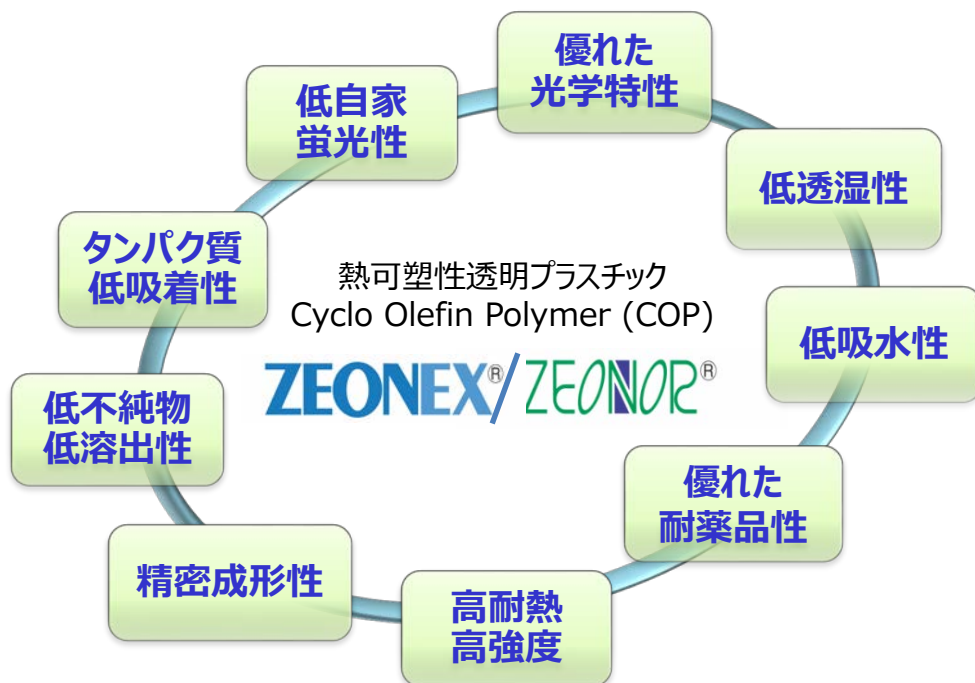 優れた
光学特性
低自家
蛍光性
低透湿性
タンパク質
低吸着性
熱可塑性透明プラスチック
Cyclo Olefin Polymer (COP)
低吸水性
ZEONEX®/ZEONOR®
低不純物
低溶出性
優れた
耐薬品性
精密成形性
高耐熱
高強度